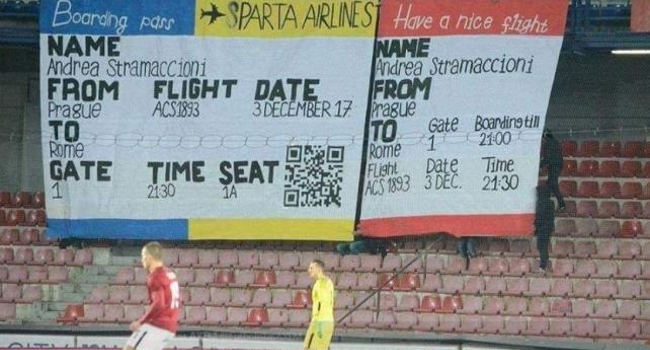 Boarding pass
SPARTA AIRLINES
NAME
Andrea Stramaccioni
FROM FLIGHT DATE
Prague ACS1893 3 DECEMBER 17
TO
Rome
GATE TIME SEAT
1 21:30 1A
Have a nice flight
NAME
Andrea Stramaccioni
FROM
Prague
TO Gate Boarding till
Rome 1 21:00
Flight Date Time
ACS 1893 3 DEC. 21:30